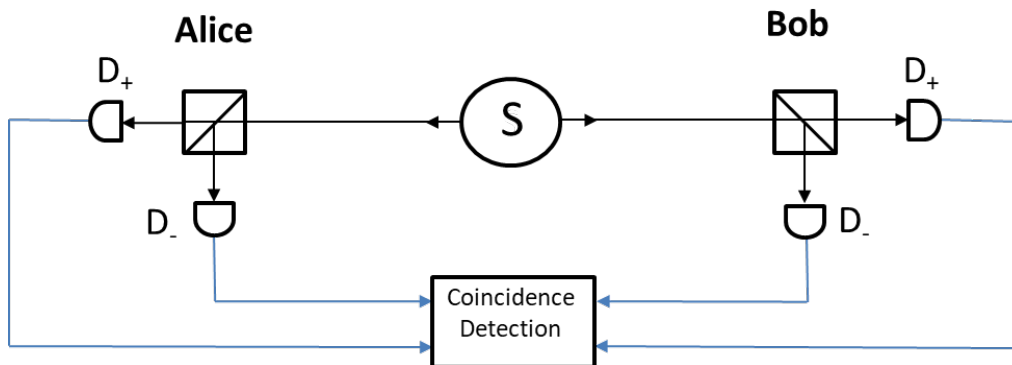 Alice
Bob
D+
D+
S
D-
D-
Coincidence
Detection